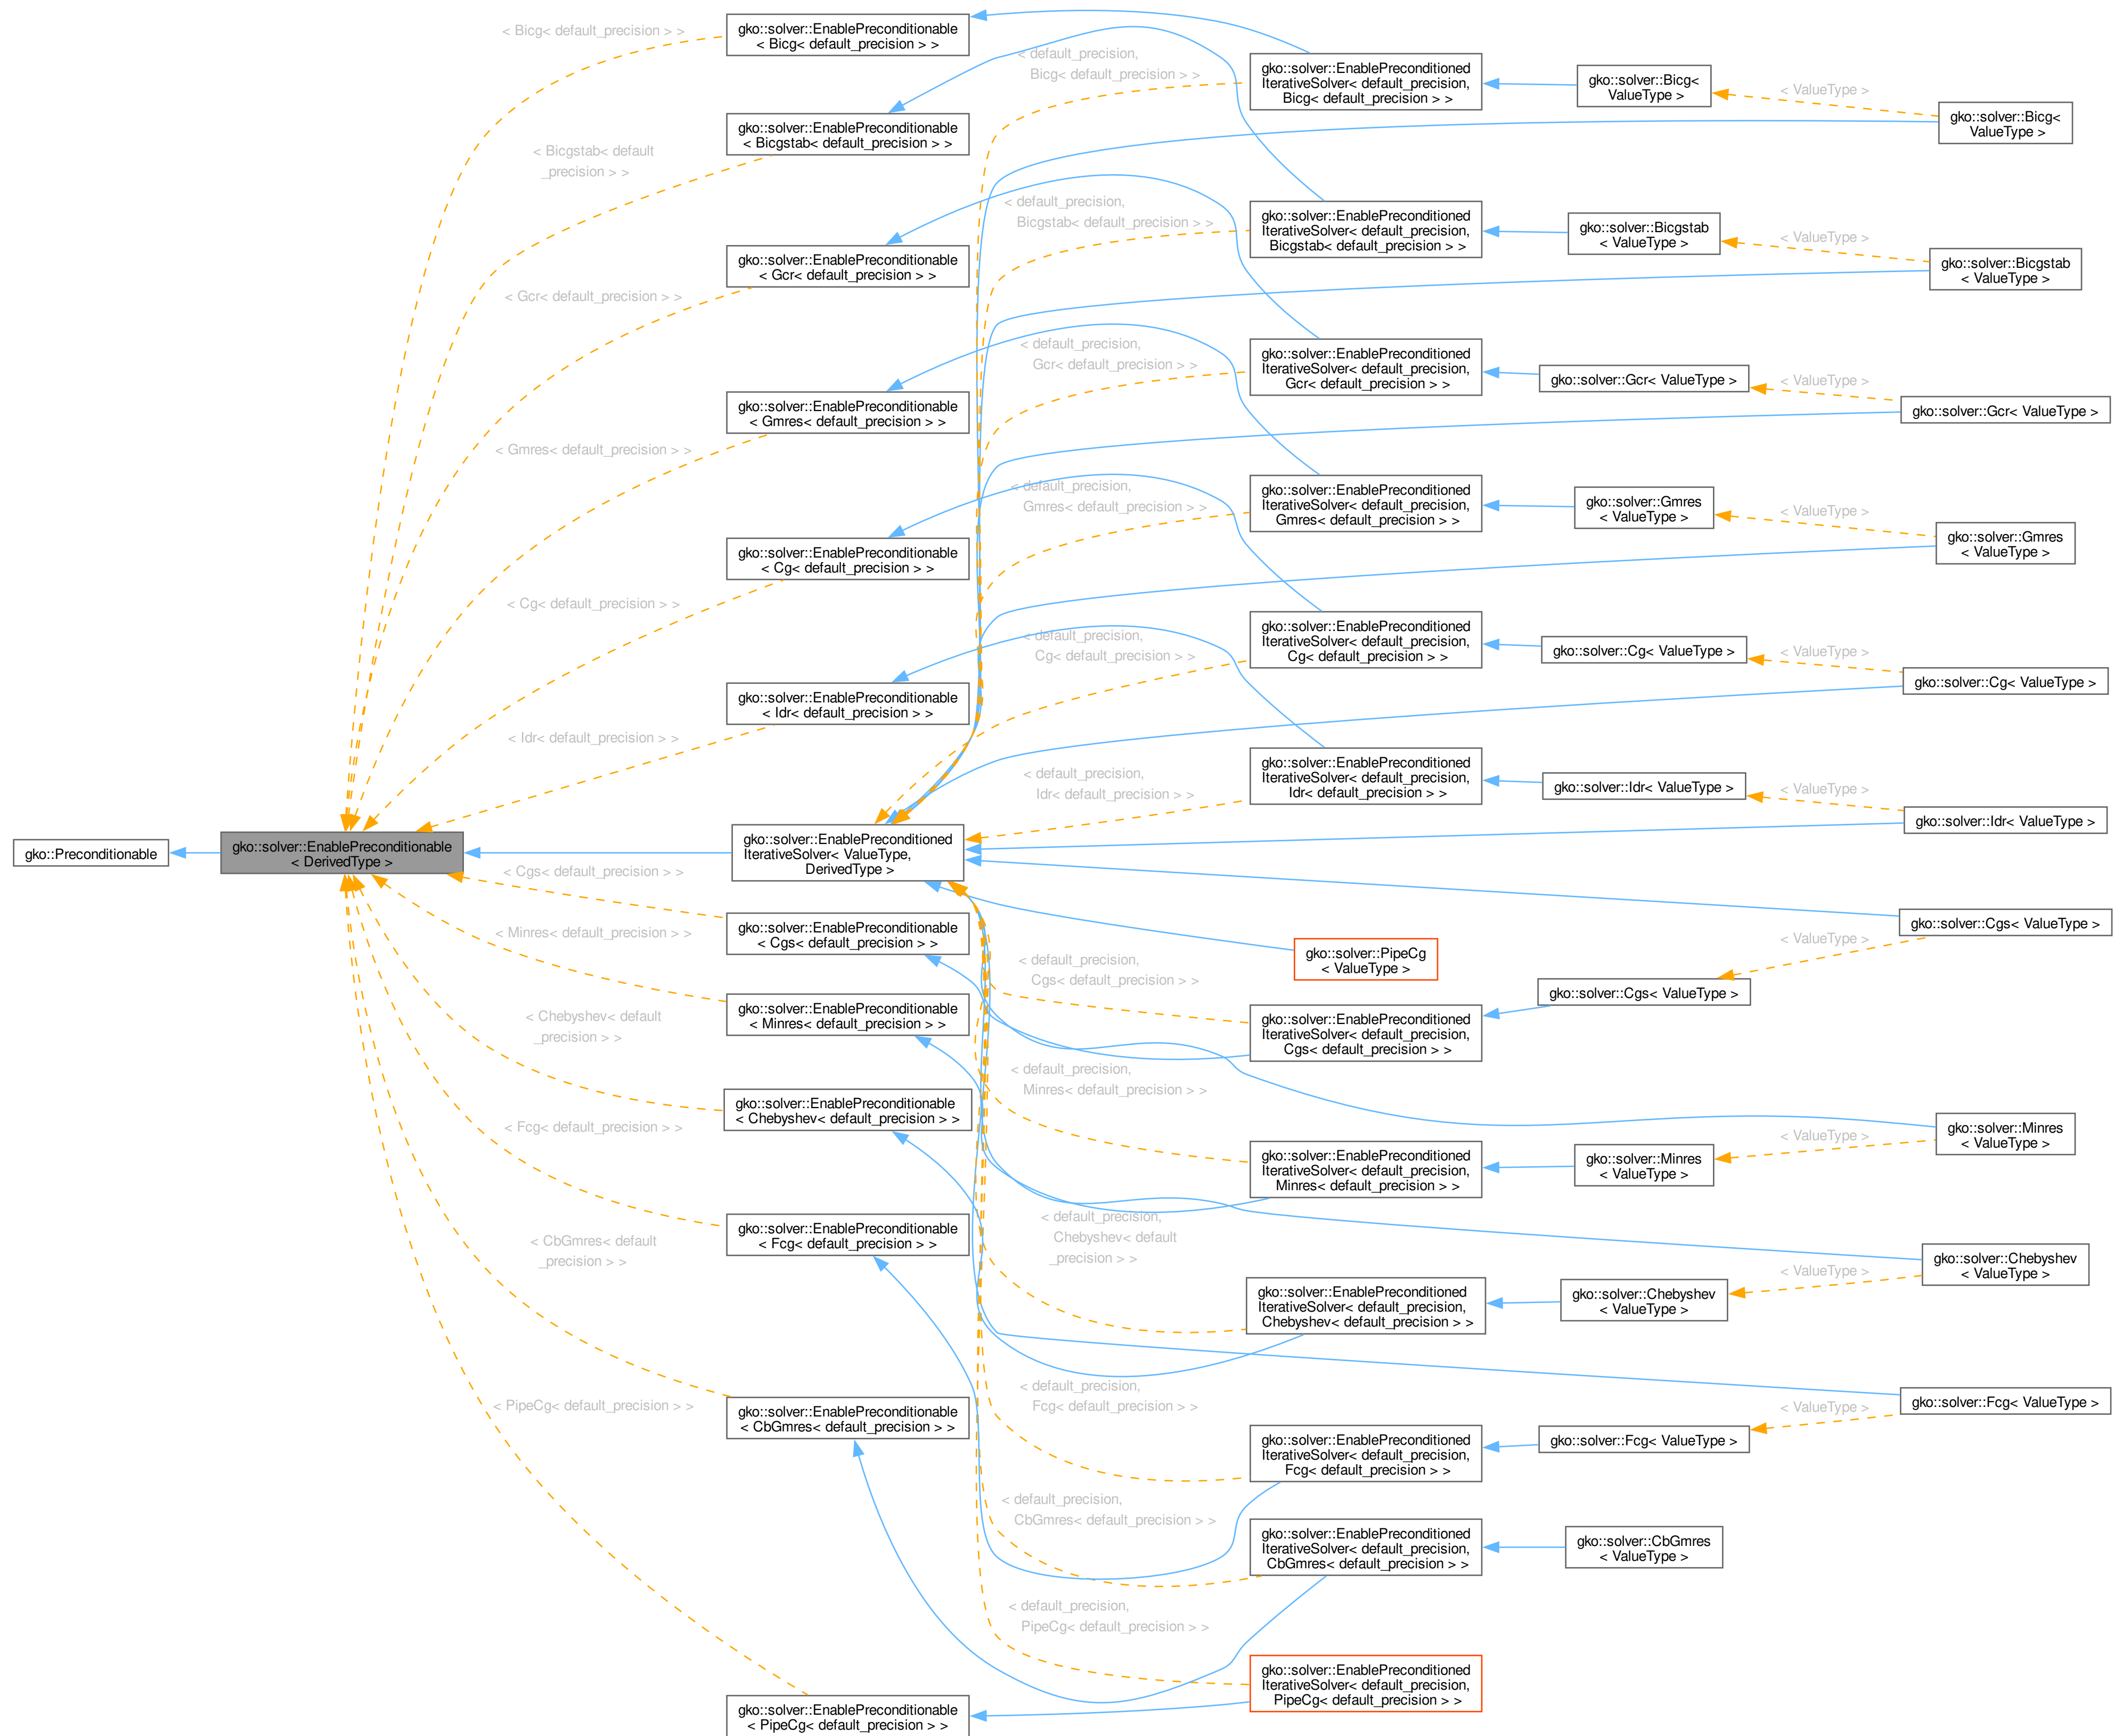 gko::Preconditionable
gko::solver::EnablePreconditionable
< DerivedType >
< Bicg< default_precision > >
< Bicgstab< default
_precision > >
< Gcr< default_precision > >
< Gmres< default_precision > >
< Cg< default_precision > >
< Idr< default_precision > >
< Cgs< default_precision > >
< Minres< default_precision > >
< Chebyshev< default
_precision > >
< Fcg< default_precision > >
< CbGmres< default
_precision > >
< PipeCg< default_precision > >
gko::solver::EnablePreconditionable
< Bicg< default_precision > >
gko::solver::EnablePreconditionable
< Bicgstab< default_precision > >
gko::solver::EnablePreconditionable
< Gcr< default_precision > >
gko::solver::EnablePreconditionable
< Gmres< default_precision > >
gko::solver::EnablePreconditionable
< Cg< default_precision > >
gko::solver::EnablePreconditionable
< Idr< default_precision > >
gko::solver::EnablePreconditioned
IterativeSolver< ValueType,
DerivedType >
gko::solver::EnablePreconditionable
< Cgs< default_precision > >
gko::solver::EnablePreconditionable
< Minres< default_precision > >
gko::solver::EnablePreconditionable
< Chebyshev< default_precision > >
gko::solver::EnablePreconditionable
< Fcg< default_precision > >
gko::solver::EnablePreconditionable
< CbGmres< default_precision > >
gko::solver::EnablePreconditionable
< PipeCg< default_precision > >
< default_precision,
Bicg< default_precision > >
< default_precision,
Bicgstab< default_precision > >
< default_precision,
Gcr< default_precision > >
< default_precision,
Gmres< default_precision > >
< default_precision,
Cg< default_precision > >
< default_precision,
Idr< default_precision > >
< default_precision,
Cgs< default_precision > >
< default_precision,
Minres< default_precision > >
< default_precision,
Chebyshev< default
_precision > >
< default_precision,
Fcg< default_precision > >
< default_precision,
CbGmres< default_precision > >
< default_precision,
PipeCg< default_precision > >
gko::solver::EnablePreconditioned
IterativeSolver< default_precision,
Bicg< default_precision > >
gko::solver::EnablePreconditioned
IterativeSolver< default_precision,
Bicgstab< default_precision > >
gko::solver::EnablePreconditioned
IterativeSolver< default_precision,
Gcr< default_precision > >
gko::solver::EnablePreconditioned
IterativeSolver< default_precision,
Gmres< default_precision > >
gko::solver::EnablePreconditioned
IterativeSolver< default_precision,
Cg< default_precision > >
gko::solver::EnablePreconditioned
IterativeSolver< default_precision,
Idr< default_precision > >
gko::solver::PipeCg
< ValueType >
gko::solver::EnablePreconditioned
IterativeSolver< default_precision,
Cgs< default_precision > >
gko::solver::EnablePreconditioned
IterativeSolver< default_precision,
Minres< default_precision > >
gko::solver::EnablePreconditioned
IterativeSolver< default_precision,
Chebyshev< default_precision > >
gko::solver::EnablePreconditioned
IterativeSolver< default_precision,
Fcg< default_precision > >
gko::solver::EnablePreconditioned
IterativeSolver< default_precision,
CbGmres< default_precision > >
gko::solver::EnablePreconditioned
IterativeSolver< default_precision,
PipeCg< default_precision > >
gko::solver::Bicg<
ValueType >
gko::solver::Bicgstab
< ValueType >
gko::solver::Gcr< ValueType >
gko::solver::Gmres
< ValueType >
gko::solver::Cg< ValueType >
gko::solver::Idr< ValueType >
gko::solver::Cgs< ValueType >
gko::solver::Minres
< ValueType >
gko::solver::Chebyshev
< ValueType >
gko::solver::Fcg< ValueType >
gko::solver::CbGmres
< ValueType >
< ValueType >
< ValueType >
< ValueType >
< ValueType >
< ValueType >
< ValueType >
< ValueType >
< ValueType >
< ValueType >
< ValueType >
gko::solver::Bicg<
ValueType >
gko::solver::Bicgstab
< ValueType >
gko::solver::Gcr< ValueType >
gko::solver::Gmres
< ValueType >
gko::solver::Cg< ValueType >
gko::solver::Idr< ValueType >
gko::solver::Cgs< ValueType >
gko::solver::Minres
< ValueType >
gko::solver::Chebyshev
< ValueType >
gko::solver::Fcg< ValueType >